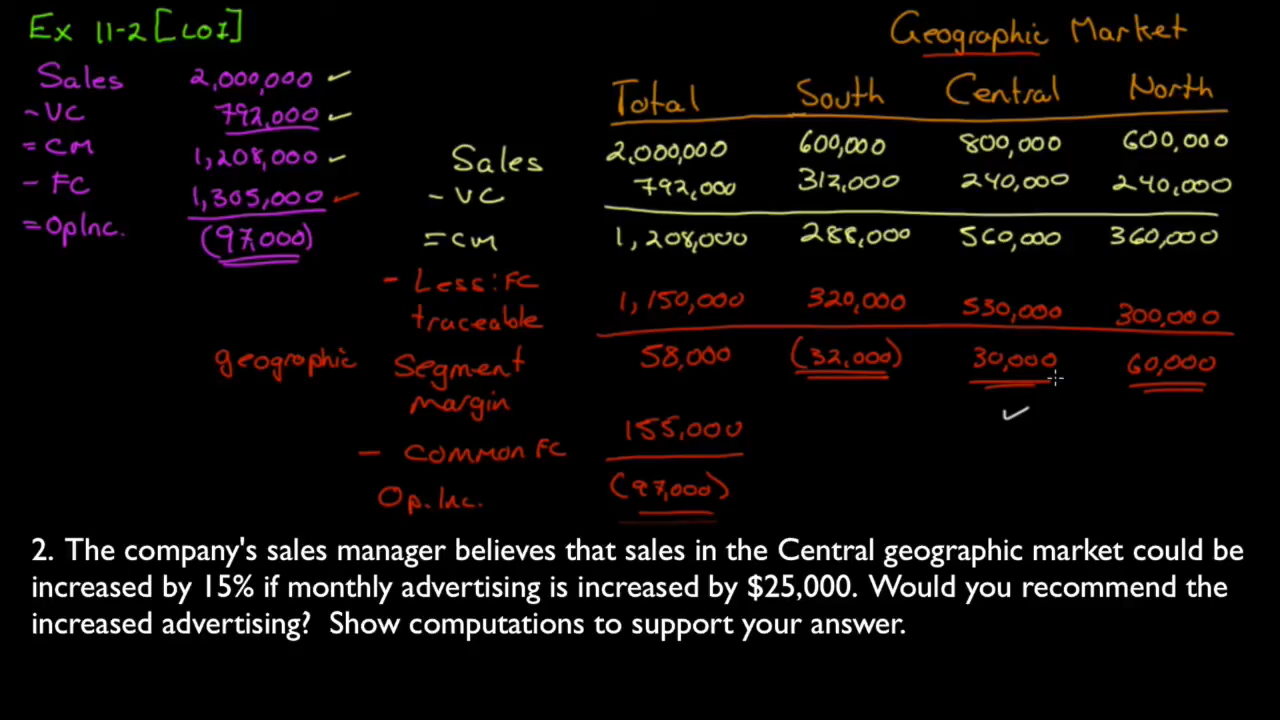 Ex 11-2 [LO1]
Geographic Market
Sales 2,000,000
- VC 792,000
= CM 1,208,000
- FC 1,305,000
= Op Inc. (97,000)
Total South Central North
Sales 2,000,000 600,000 800,000 600,000
- VC 792,000 312,000 240,000 240,000
= CM 1,208,000 288,000 560,000 360,000
- Less: FC
traceable 1,150,000 320,000 530,000 300,000
geographic Segment
margin 58,000 (32,000) 30,000 60,000
- Common FC 155,000
Op. Inc. (97,000)
2. The company's sales manager believes that sales in the Central geographic market could be
increased by 15% if monthly advertising is increased by $25,000. Would you recommend the
increased advertising? Show computations to support your answer.